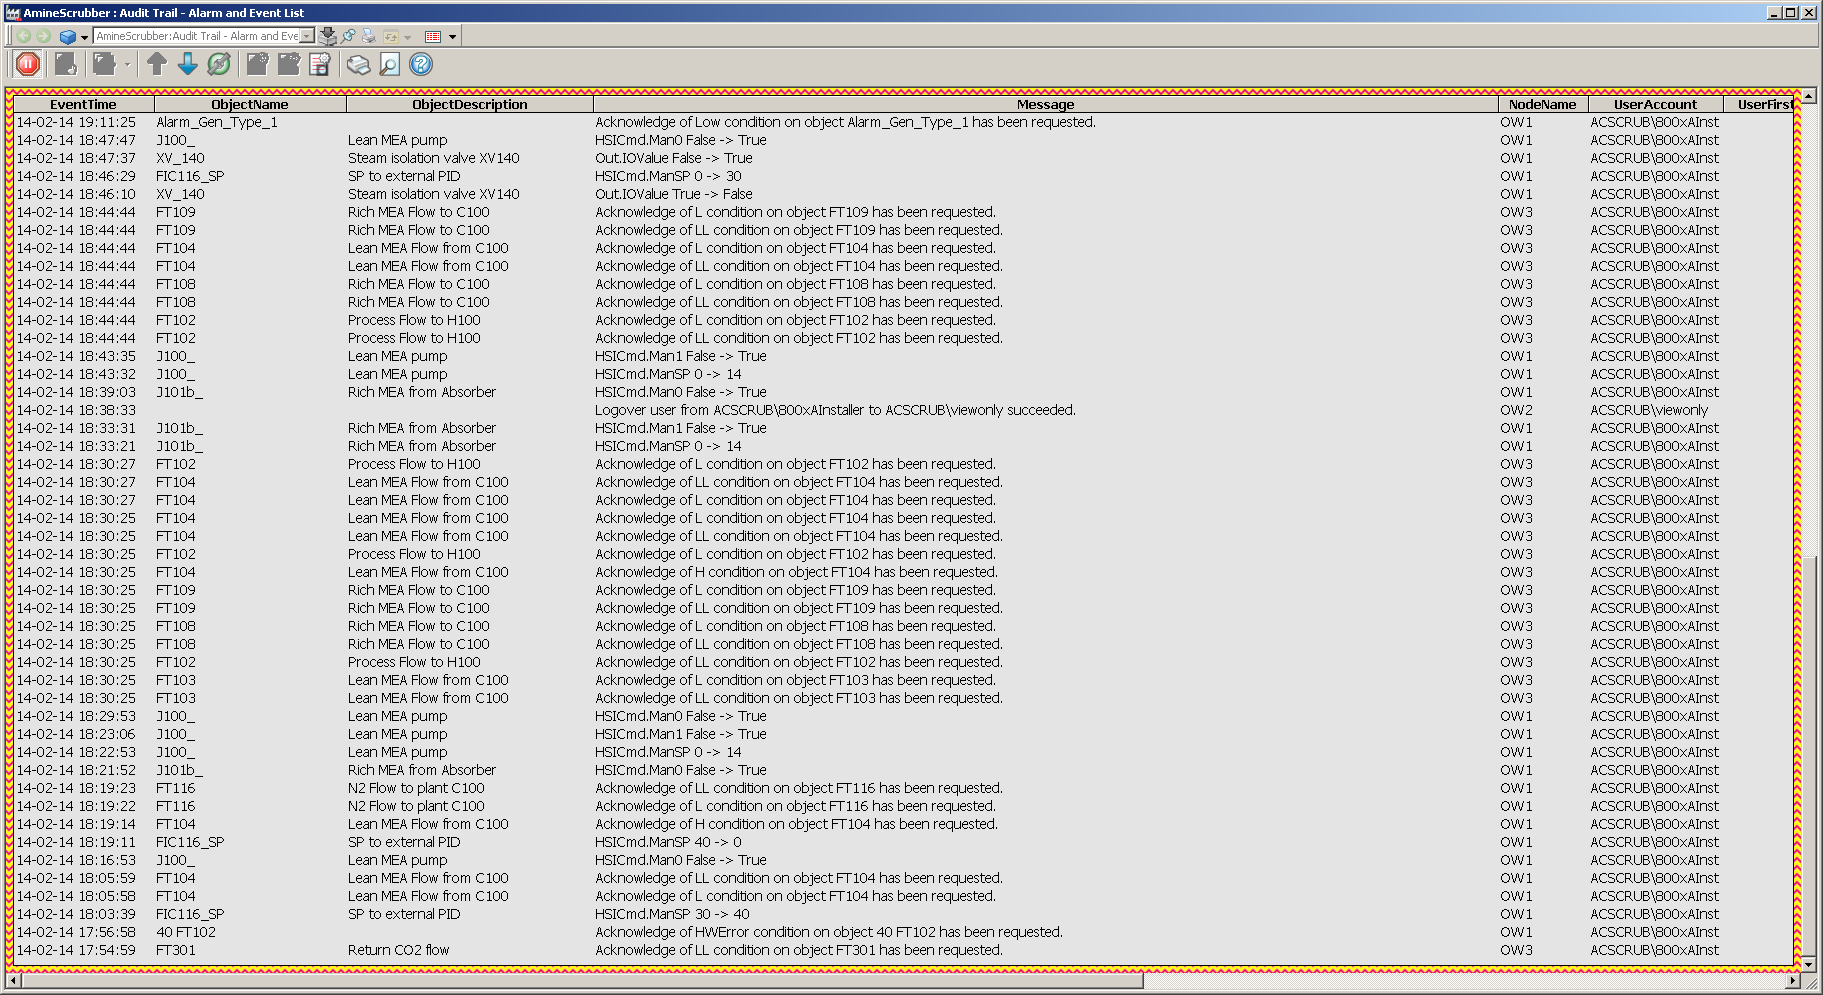 AmineScrubber : Audit Trail - Alarm and Event List
AmineScrubber:Audit Trail - Alarm and Eve
EventTime ObjectName ObjectDescription Message NodeName UserAccount UserFirst
14-02-14 19:11:25 Alarm_Gen_Type_1 Acknowledge of Low condition on object Alarm_Gen_Type_1 has been requested. OW1 ACSCRUB\800xAInst
14-02-14 18:47:47 J100_ Lean MEA pump HSICmd.Man0 False -> True OW1 ACSCRUB\800xAInst
14-02-14 18:47:37 XV_140 Steam isolation valve XV140 Out.IOValue False -> True OW1 ACSCRUB\800xAInst
14-02-14 18:46:29 FIC116_SP SP to external PID HSICmd.ManSP 0 -> 30 OW1 ACSCRUB\800xAInst
14-02-14 18:46:10 XV_140 Steam isolation valve XV140 Out.IOValue True -> False OW1 ACSCRUB\800xAInst
14-02-14 18:44:44 FT109 Rich MEA Flow to C100 Acknowledge of L condition on object FT109 has been requested. OW3 ACSCRUB\800xAInst
14-02-14 18:44:44 FT109 Rich MEA Flow to C100 Acknowledge of LL condition on object FT109 has been requested. OW3 ACSCRUB\800xAInst
14-02-14 18:44:44 FT104 Lean MEA Flow from C100 Acknowledge of L condition on object FT104 has been requested. OW3 ACSCRUB\800xAInst
14-02-14 18:44:44 FT104 Lean MEA Flow from C100 Acknowledge of LL condition on object FT104 has been requested. OW3 ACSCRUB\800xAInst
14-02-14 18:44:44 FT108 Rich MEA Flow to C100 Acknowledge of L condition on object FT108 has been requested. OW3 ACSCRUB\800xAInst
14-02-14 18:44:44 FT108 Rich MEA Flow to C100 Acknowledge of LL condition on object FT108 has been requested. OW3 ACSCRUB\800xAInst
14-02-14 18:44:44 FT102 Process Flow to H100 Acknowledge of L condition on object FT102 has been requested. OW3 ACSCRUB\800xAInst
14-02-14 18:44:44 FT102 Process Flow to H100 Acknowledge of LL condition on object FT102 has been requested. OW3 ACSCRUB\800xAInst
14-02-14 18:43:35 J100_ Lean MEA pump HSICmd.Man1 False -> True OW1 ACSCRUB\800xAInst
14-02-14 18:43:32 J100_ Lean MEA pump HSICmd.ManSP 0 -> 14 OW1 ACSCRUB\800xAInst
14-02-14 18:39:03 J101b_ Rich MEA from Absorber HSICmd.Man0 False -> True OW1 ACSCRUB\800xAInst
14-02-14 18:38:33 Logover user from ACSCRUB\800xAInstaller to ACSCRUB\viewonly succeeded. OW2 ACSCRUB\viewonly
14-02-14 18:33:31 J101b_ Rich MEA from Absorber HSICmd.Man1 False -> True OW1 ACSCRUB\800xAInst
14-02-14 18:33:21 J101b_ Rich MEA from Absorber HSICmd.ManSP 0 -> 14 OW1 ACSCRUB\800xAInst
14-02-14 18:30:27 FT102 Process Flow to H100 Acknowledge of L condition on object FT102 has been requested. OW3 ACSCRUB\800xAInst
14-02-14 18:30:27 FT104 Lean MEA Flow from C100 Acknowledge of LL condition on object FT104 has been requested. OW3 ACSCRUB\800xAInst
14-02-14 18:30:27 FT104 Lean MEA Flow from C100 Acknowledge of L condition on object FT104 has been requested. OW3 ACSCRUB\800xAInst
14-02-14 18:30:25 FT104 Lean MEA Flow from C100 Acknowledge of L condition on object FT104 has been requested. OW3 ACSCRUB\800xAInst
14-02-14 18:30:25 FT104 Lean MEA Flow from C100 Acknowledge of LL condition on object FT104 has been requested. OW3 ACSCRUB\800xAInst
14-02-14 18:30:25 FT102 Process Flow to H100 Acknowledge of L condition on object FT102 has been requested. OW3 ACSCRUB\800xAInst
14-02-14 18:30:25 FT104 Lean MEA Flow from C100 Acknowledge of H condition on object FT104 has been requested. OW3 ACSCRUB\800xAInst
14-02-14 18:30:25 FT109 Rich MEA Flow to C100 Acknowledge of L condition on object FT109 has been requested. OW3 ACSCRUB\800xAInst
14-02-14 18:30:25 FT109 Rich MEA Flow to C100 Acknowledge of LL condition on object FT109 has been requested. OW3 ACSCRUB\800xAInst
14-02-14 18:30:25 FT108 Rich MEA Flow to C100 Acknowledge of L condition on object FT108 has been requested. OW3 ACSCRUB\800xAInst
14-02-14 18:30:25 FT108 Rich MEA Flow to C100 Acknowledge of LL condition on object FT108 has been requested. OW3 ACSCRUB\800xAInst
14-02-14 18:30:25 FT102 Process Flow to H100 Acknowledge of LL condition on object FT102 has been requested. OW3 ACSCRUB\800xAInst
14-02-14 18:30:25 FT103 Lean MEA Flow from C100 Acknowledge of L condition on object FT103 has been requested. OW3 ACSCRUB\800xAInst
14-02-14 18:30:25 FT103 Lean MEA Flow from C100 Acknowledge of LL condition on object FT103 has been requested. OW3 ACSCRUB\800xAInst
14-02-14 18:29:53 J100_ Lean MEA pump HSICmd.Man0 False -> True OW1 ACSCRUB\800xAInst
14-02-14 18:23:06 J100_ Lean MEA pump HSICmd.Man1 False -> True OW1 ACSCRUB\800xAInst
14-02-14 18:22:53 J100_ Lean MEA pump HSICmd.ManSP 0 -> 14 OW1 ACSCRUB\800xAInst
14-02-14 18:21:52 J101b_ Rich MEA from Absorber HSICmd.Man0 False -> True OW1 ACSCRUB\800xAInst
14-02-14 18:19:23 FT116 N2 Flow to plant C100 Acknowledge of LL condition on object FT116 has been requested. OW1 ACSCRUB\800xAInst
14-02-14 18:19:22 FT116 N2 Flow to plant C100 Acknowledge of L condition on object FT116 has been requested. OW1 ACSCRUB\800xAInst
14-02-14 18:19:14 FT104 Lean MEA Flow from C100 Acknowledge of H condition on object FT104 has been requested. OW1 ACSCRUB\800xAInst
14-02-14 18:19:11 FIC116_SP SP to external PID HSICmd.ManSP 40 -> 0 OW1 ACSCRUB\800xAInst
14-02-14 18:16:53 J100_ Lean MEA pump HSICmd.Man0 False -> True OW1 ACSCRUB\800xAInst
14-02-14 18:05:59 FT104 Lean MEA Flow from C100 Acknowledge of LL condition on object FT104 has been requested. OW1 ACSCRUB\800xAInst
14-02-14 18:05:58 FT104 Lean MEA Flow from C100 Acknowledge of L condition on object FT104 has been requested. OW1 ACSCRUB\800xAInst
14-02-14 18:03:39 FIC116_SP SP to external PID HSICmd.ManSP 30 -> 40 OW1 ACSCRUB\800xAInst
14-02-14 17:56:58 40 FT102 Acknowledge of HWError condition on object 40 FT102 has been requested. OW1 ACSCRUB\800xAInst
14-02-14 17:54:59 FT301 Return CO2 flow Acknowledge of LL condition on object FT301 has been requested. OW3 ACSCRUB\800xAInst